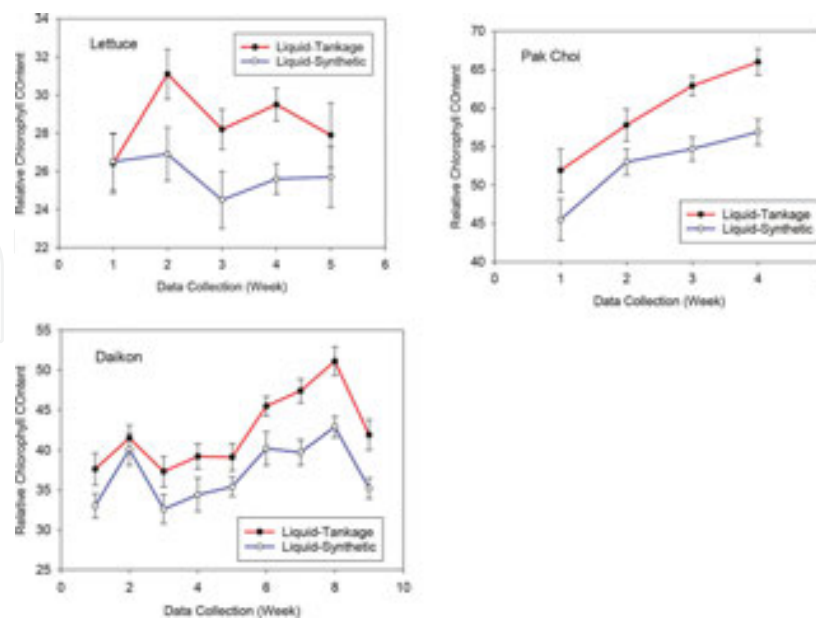 Lettuce
Liquid-Tankage
Liquid-Synthetic
Relative Chlorophyll COntent
34
32
30
28
26
24
22
0 1 2 3 4 5 6
Data Collection (Week)
Pak Choi
Liquid-Tankage
Liquid-Synthetic
Relative Chlorophyll COntent
70
65
60
55
50
45
40
0 1 2 3 4
Data Collection (Week)
Daikon
Liquid-Tankage
Liquid-Synthetic
Relative Chlorophyll COntent
55
50
45
40
35
30
25
0 2 4 6 8 10
Data Collection (Week)